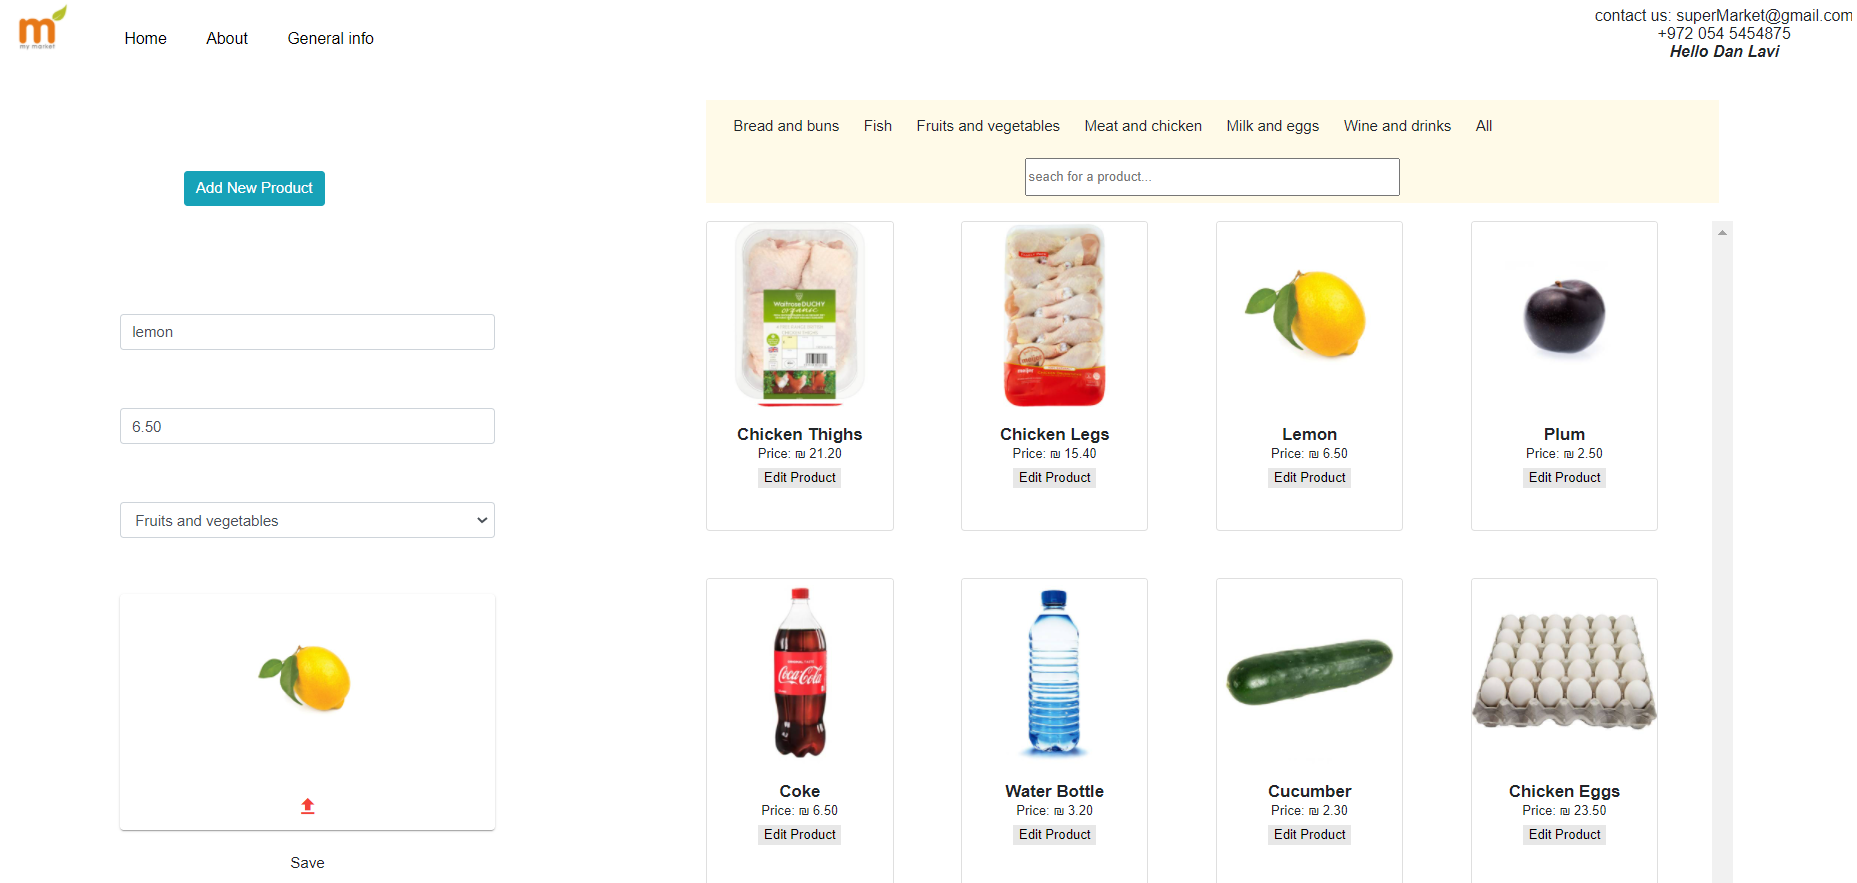 m
my market
Home About General info
contact us: superMarket@gmail.com
+972 054 5454875
Hello Dan Lavi
Add New Product
lemon
6.50
Fruits and vegetables
Save
Bread and buns Fish Fruits and vegetables Meat and chicken Milk and eggs Wine and drinks All
seach for a product...
Waitrose DUCHY
organic
Chicken Thighs
Price: ₪ 21.20
Edit Product
Chicken Legs
Price: ₪ 15.40
Edit Product
Lemon
Price: ₪ 6.50
Edit Product
Plum
Price: ₪ 2.50
Edit Product
Coca-Cola
Coke
Price: ₪ 6.50
Edit Product
Water Bottle
Price: ₪ 3.20
Edit Product
Cucumber
Price: ₪ 2.30
Edit Product
Chicken Eggs
Price: ₪ 23.50
Edit Product